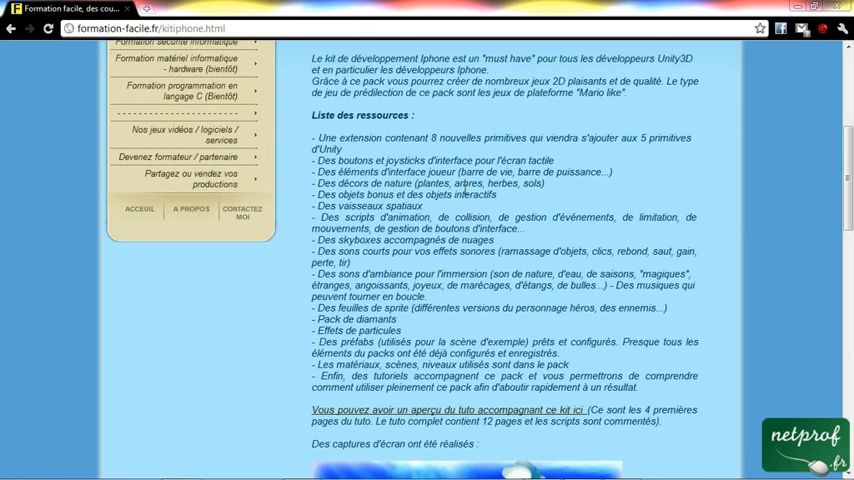 Formation facile, des cou...
formation-facile.fr/kitiphone.html
Formation sécurité informatique
Formation matériel informatique
- hardware (bientôt)
Formation programmation en
langage C (Bientôt)
- - - - - - - - - - - - - - - - - - -
Nos jeux vidéos / logiciels /
services
Devenez formateur / partenaire
Partagez ou vendez vos
productions
ACCEUIL
A PROPOS
CONTACTEZ
MOI
Le kit de développement Iphone est un "must have" pour tous les développeurs Unity3D
et en particulier les développeurs Iphone.
Grâce à ce pack vous pourrez créer de nombreux jeux 2D plaisants et de qualité. Le type
de jeu de prédilection de ce pack sont les jeux de plateforme "Mario like".
Liste des ressources :
- Une extension contenant 8 nouvelles primitives qui viendra s'ajouter aux 5 primitives
d'Unity
- Des boutons et joysticks d'interface pour l'écran tactile
- Des éléments d'interface joueur (barre de vie, barre de puissance...)
- Des décors de nature (plantes, arbres, herbes, sols)
- Des objets bonus et des objets interactifs
- Des vaisseaux spatiaux
- Des scripts d'animation, de collision, de gestion d'événements, de limitation, de
mouvements, de gestion de boutons d'interface...
- Des skyboxes accompagnés de nuages
- Des sons courts pour vos effets sonores (ramassage d'objets, clics, rebond, saut, gain,
perte, tir)
- Des sons d'ambiance pour l'immersion (son de nature, d'eau, de saisons, "magiques",
étranges, angoissants, joyeux, de marécages, d'étangs, de bulles...) - Des musiques qui
peuvent tourner en boucle.
- Des feuilles de sprite (différentes versions du personnage héros, des ennemis...)
- Pack de diamants
- Effets de particules
- Des préfabs (utilisés pour la scène d'exemple) prêts et configurés. Presque tous les
éléments du packs ont été déjà configurés et enregistrés.
- Les matériaux, scènes, niveaux utilisés sont dans le pack
- Enfin, des tutoriels accompagnent ce pack et vous permettrons de comprendre
comment utiliser pleinement ce pack afin d'aboutir rapidement à un résultat.
Vous pouvez avoir un aperçu du tuto accompagnant ce kit ici (Ce sont les 4 premières
pages du tuto. Le tuto complet contient 12 pages et les scripts sont commentés).
Des captures d'écran ont été réalisés :
netprof
.fr